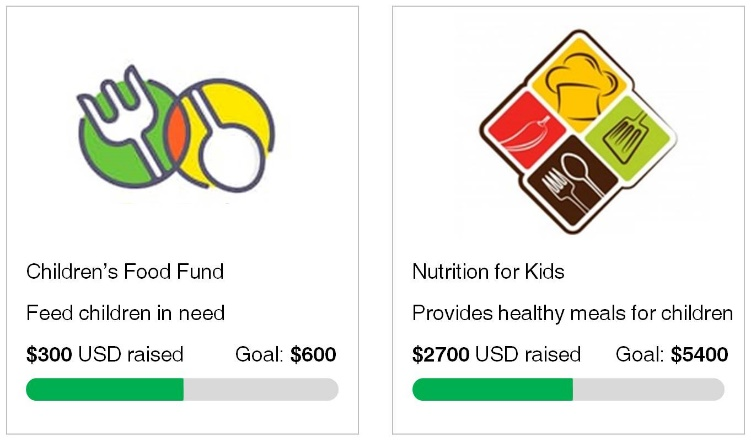 Children’s Food Fund
Feed children in need
$300 USD raised Goal: $600
Nutrition for Kids
Provides healthy meals for children
$2700 USD raised Goal: $5400